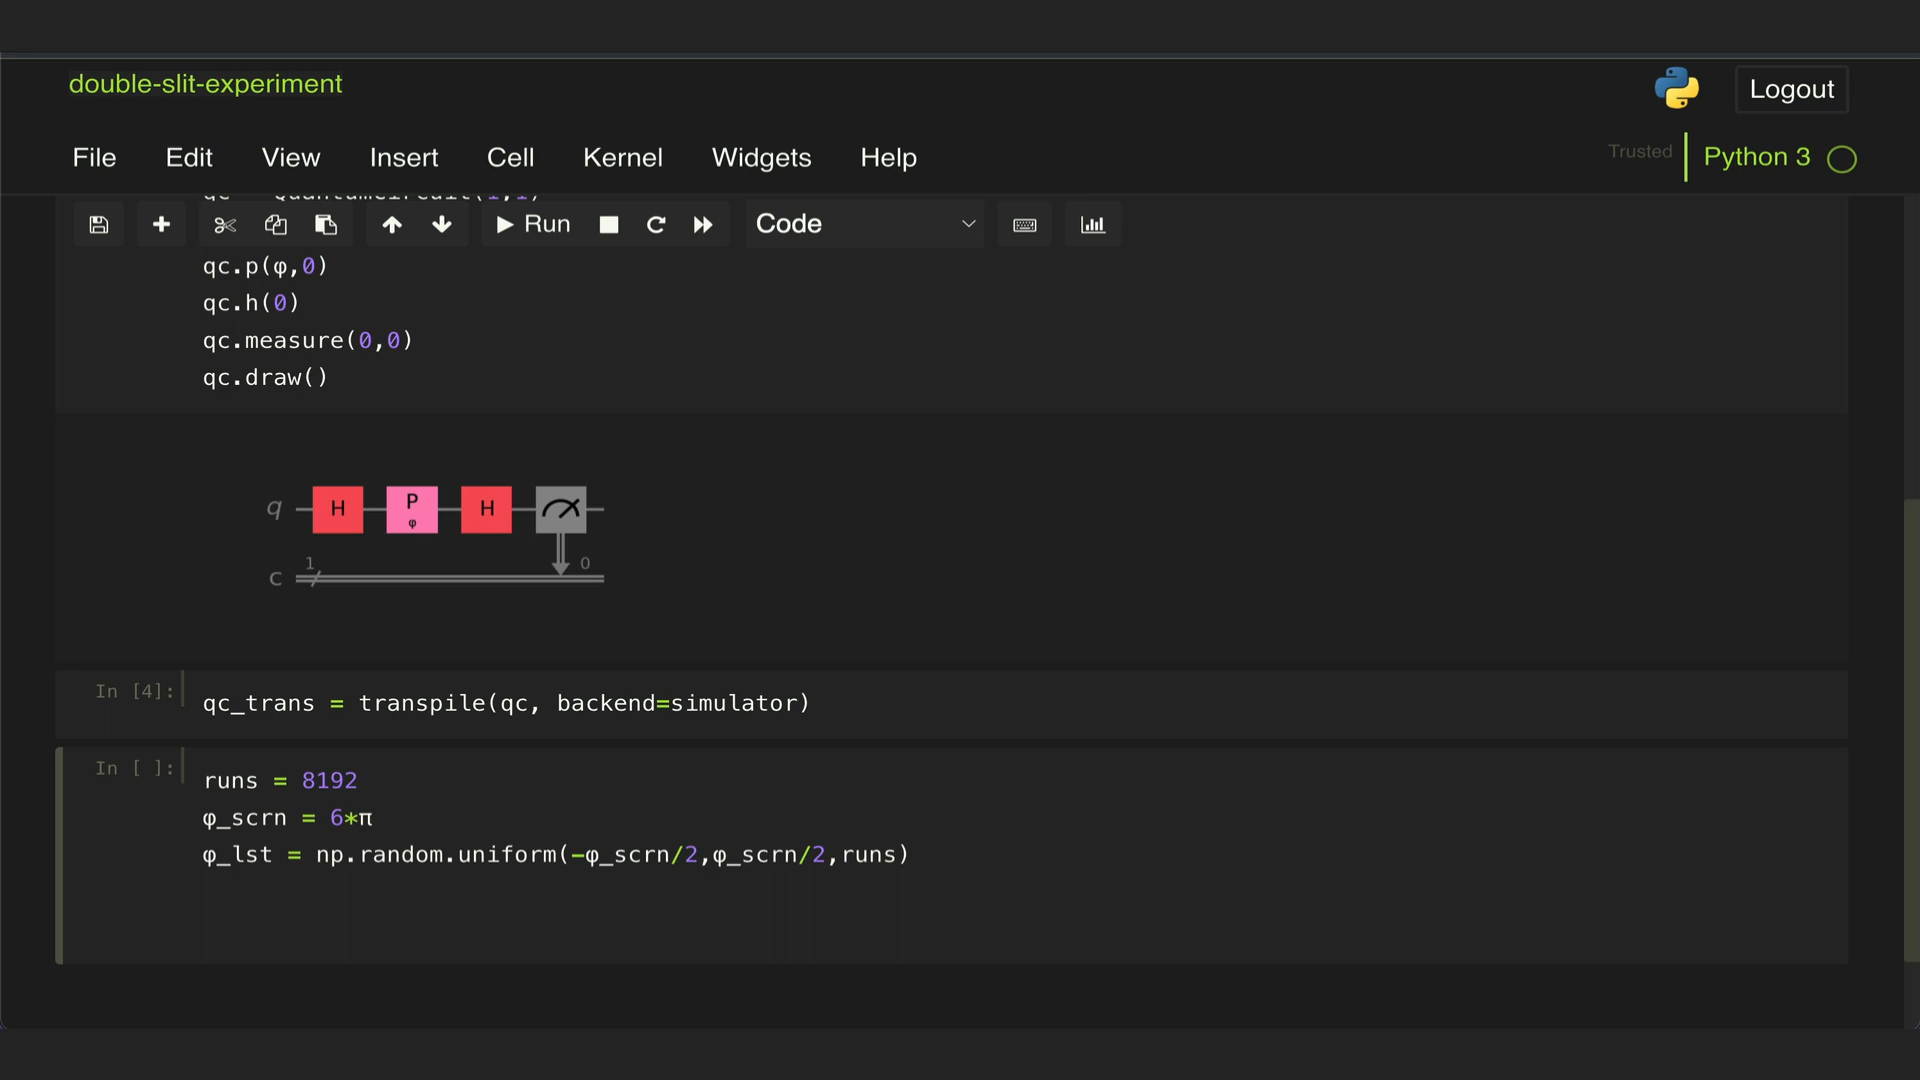 double-slit-experiment
Logout
File Edit View Insert Cell Kernel Widgets Help
Trusted
Python 3
Run
Code
qc.p(φ,0)
qc.h(0)
qc.measure(0,0)
qc.draw()
q H P φ H
c 1 0
In [4]: qc_trans = transpile(qc, backend=simulator)
In [ ]: runs = 8192
φ_scrn = 6*π
φ_lst = np.random.uniform(-φ_scrn/2,φ_scrn/2,runs)